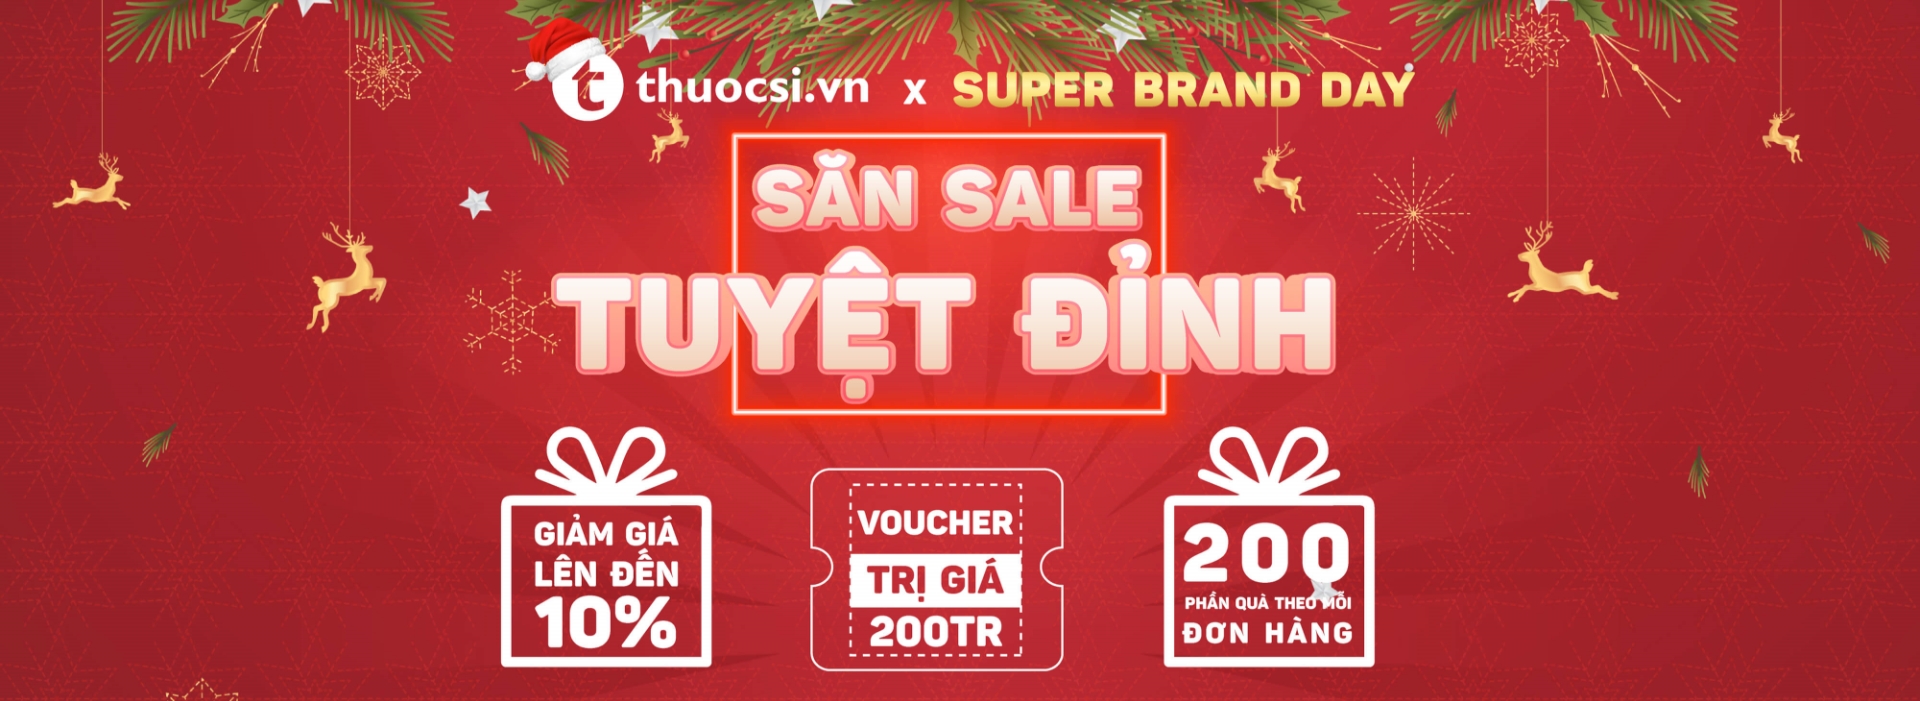 thuocsi.vn x SUPER BRAND DAY
SĂN SALE
TUYỆT ĐỈNH
GIẢM GIÁ
LÊN ĐẾN
10%
VOUCHER
TRỊ GIÁ
200TR
200
PHẦN QUÀ THEO MỖI
ĐƠN HÀNG